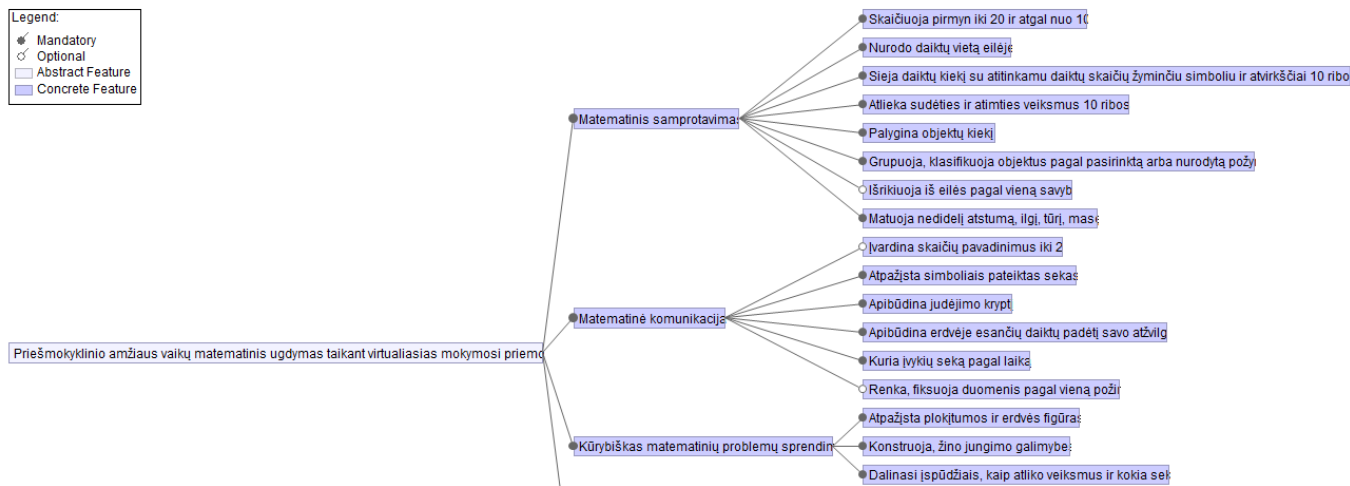 Legend:
Mandatory
Optional
Abstract Feature
Concrete Feature
Skaičiuoja pirmyn iki 20 ir atgal nuo 10
Nurodo daiktų vietą eilėje
Sieja daiktų kiekį su atitinkamu daiktų skaičių žyminčiu simboliu ir atvirkščiai 10 ribo
Matematinis samprotavimas
Atlieka sudėties ir atimties veiksmus 10 ribos
Palygina objektų kiekį
Grupuoja, klasifikuoja objektus pagal pasirinktą arba nurodytą požy
Išrikiuoja iš eilės pagal vieną savyb
Matuoja nedidelį atstumą, ilgį, tūrį, masę
Įvardina skaičių pavadinimus iki 2
Atpažįsta simboliais pateiktas sekas
Matematinė komunikacija
Apibūdina judėjimo krypt
Apibūdina erdvėje esančių daiktų padėtį savo atžvilg
Priešmokyklinio amžiaus vaikų matematinis ugdymas taikant virtualiasias mokymosi priemo
Kuria įvykių seką pagal laiką
Renka, fiksuoja duomenis pagal vieną požin
Atpažįsta plokįtumos ir erdvės figūras
Kūrybiškas matematinių problemų sprendim
Konstruoja, žino jungimo galimybes
Dalinasi įspūdžiais, kaip atliko veiksmus ir kokia sek